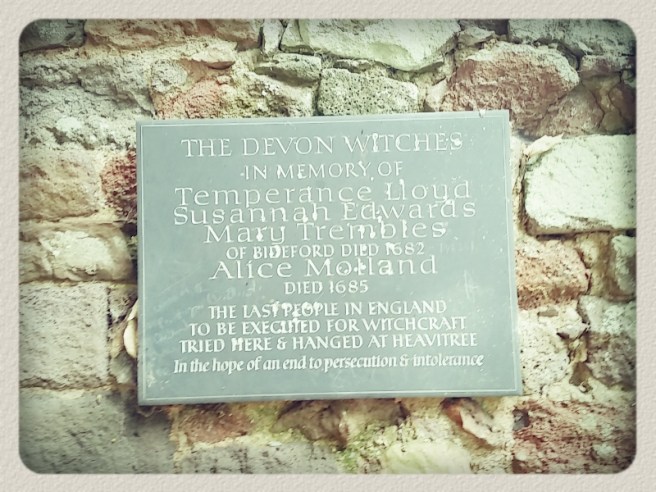 THE DEVON WITCHES
IN MEMORY OF
Temperance Lloyd
Susannah Edwards
Mary Trembles
OF BIDEFORD DIED 1682
Alice Molland
DIED 1685
THE LAST PEOPLE IN ENGLAND
TO BE EXECUTED FOR WITCHCRAFT
TRIED HERE & HANGED AT HEAVITREE
In the hope of an end to persecution & intolerance